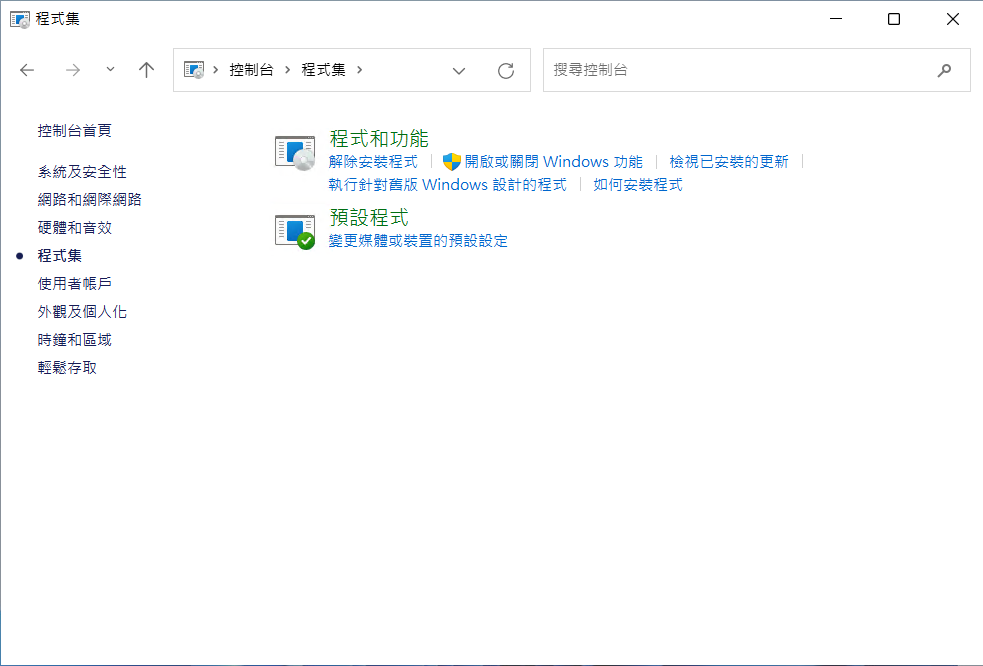 程式集
控制台 程式集
搜尋控制台
控制台首頁
系統及安全性
網路和網際網路
硬體和音效
程式集
使用者帳戶
外觀及個人化
時鐘和區域
輕鬆存取
程式和功能
解除安裝程式 開啟或關閉 Windows 功能 檢視已安裝的更新
執行針對舊版 Windows 設計的程式 如何安裝程式
預設程式
變更媒體或裝置的預設設定